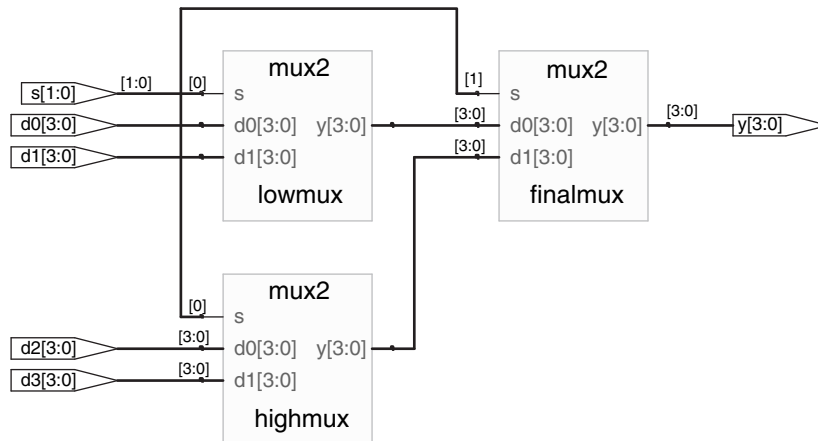 mux2
mux2
s[1:0]
[1:0]
[0]
s
[1]
s
d0[3:0]
d0[3:0]
y[3:0]
[3:0]
d0[3:0]
y[3:0]
[3:0]
y[3:0]
d1[3:0]
d1[3:0]
[3:0]
d1[3:0]
lowmux
finalmux
mux2
[0]
s
d2[3:0]
[3:0]
d0[3:0]
y[3:0]
d3[3:0]
[3:0]
d1[3:0]
highmux